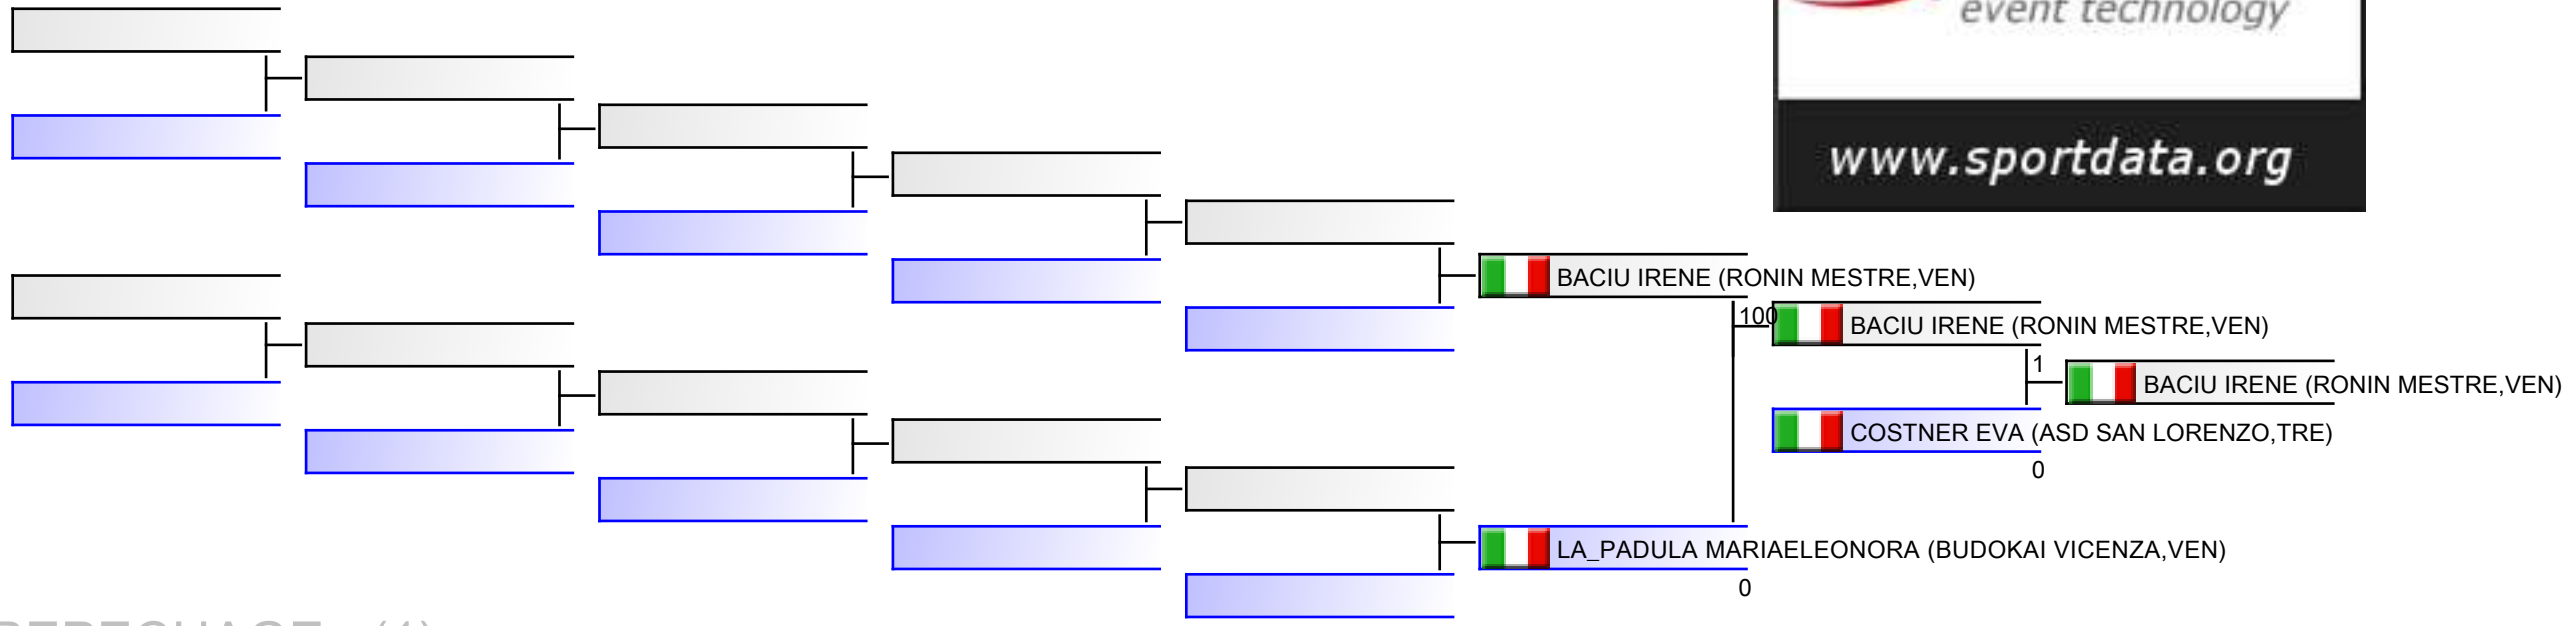 event technology
www.sportdata.org
BACIU IRENE (RONIN MESTRE,VEN)
100
BACIU IRENE (RONIN MESTRE,VEN)
1
BACIU IRENE (RONIN MESTRE,VEN)
COSTNER EVA (ASD SAN LORENZO,TRE)
0
LA_PADULA MARIAELEONORA (BUDOKAI VICENZA,VEN)
0